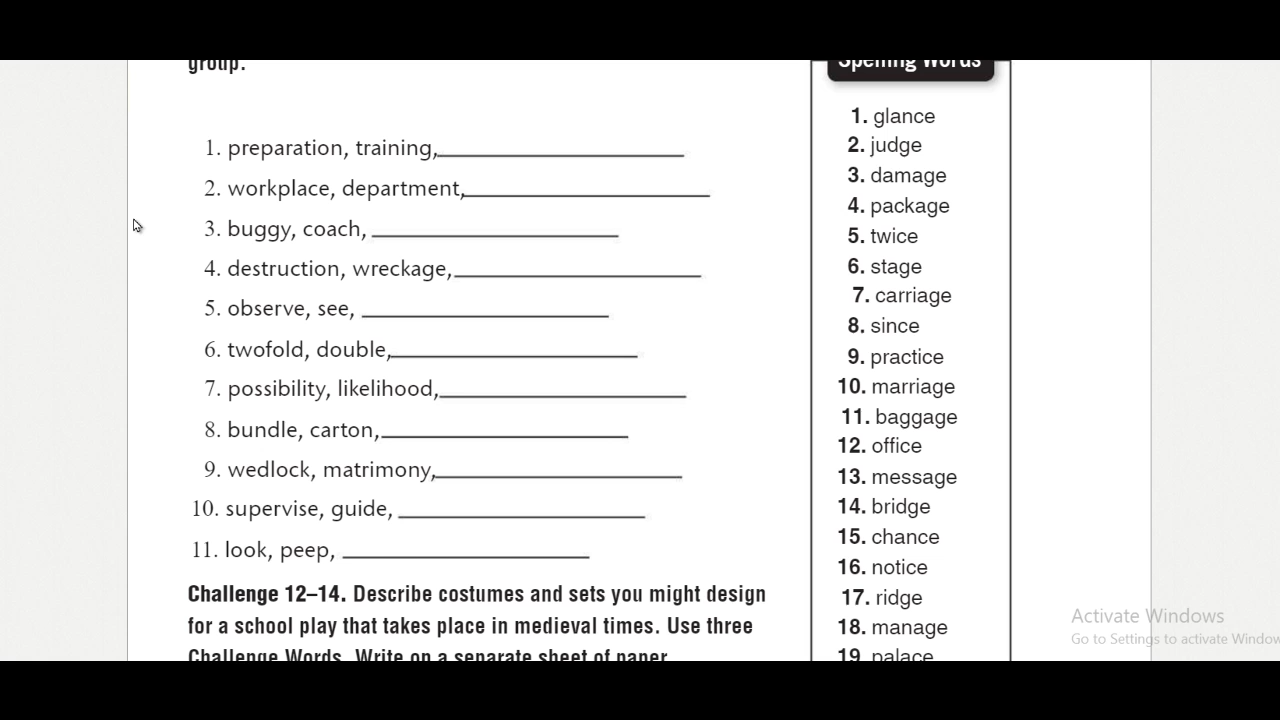 group.
Spelling Words
1. preparation, training,
2. workplace, department,
3. buggy, coach,
4. destruction, wreckage,
5. observe, see,
6. twofold, double,
7. possibility, likelihood,
8. bundle, carton,
9. wedlock, matrimony,
10. supervise, guide,
11. look, peep,
Challenge 12–14. Describe costumes and sets you might design
for a school play that takes place in medieval times. Use three
Challenge Words. Write on a separate sheet of paper.
1. glance
2. judge
3. damage
4. package
5. twice
6. stage
7. carriage
8. since
9. practice
10. marriage
11. baggage
12. office
13. message
14. bridge
15. chance
16. notice
17. ridge
18. manage
19. palace
Activate Windows
Go to Settings to activate Window